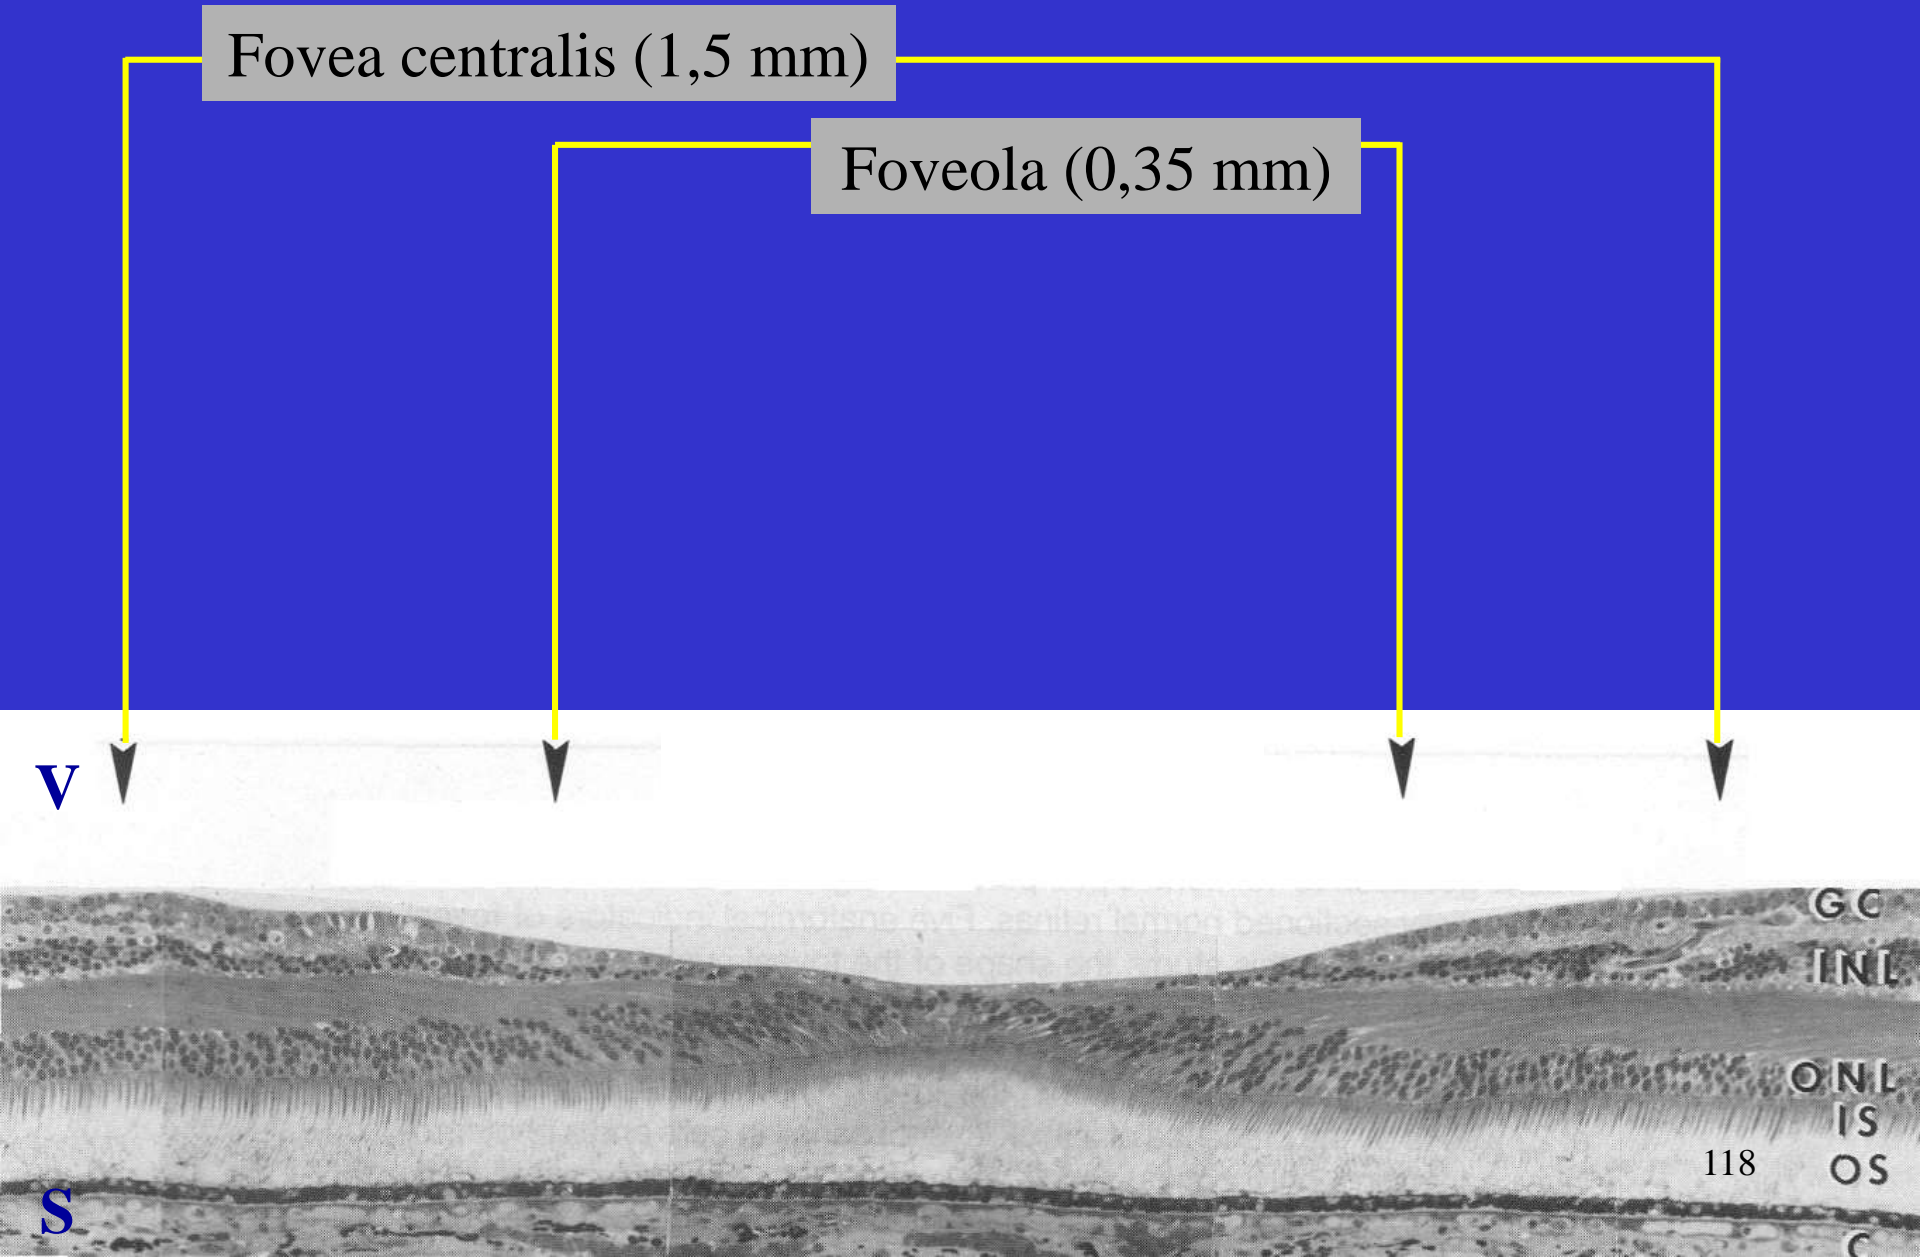 Fovea centralis (1,5 mm)
Foveola (0,35 mm)
V
GC
INL
ONL
IS
118
OS
S
C